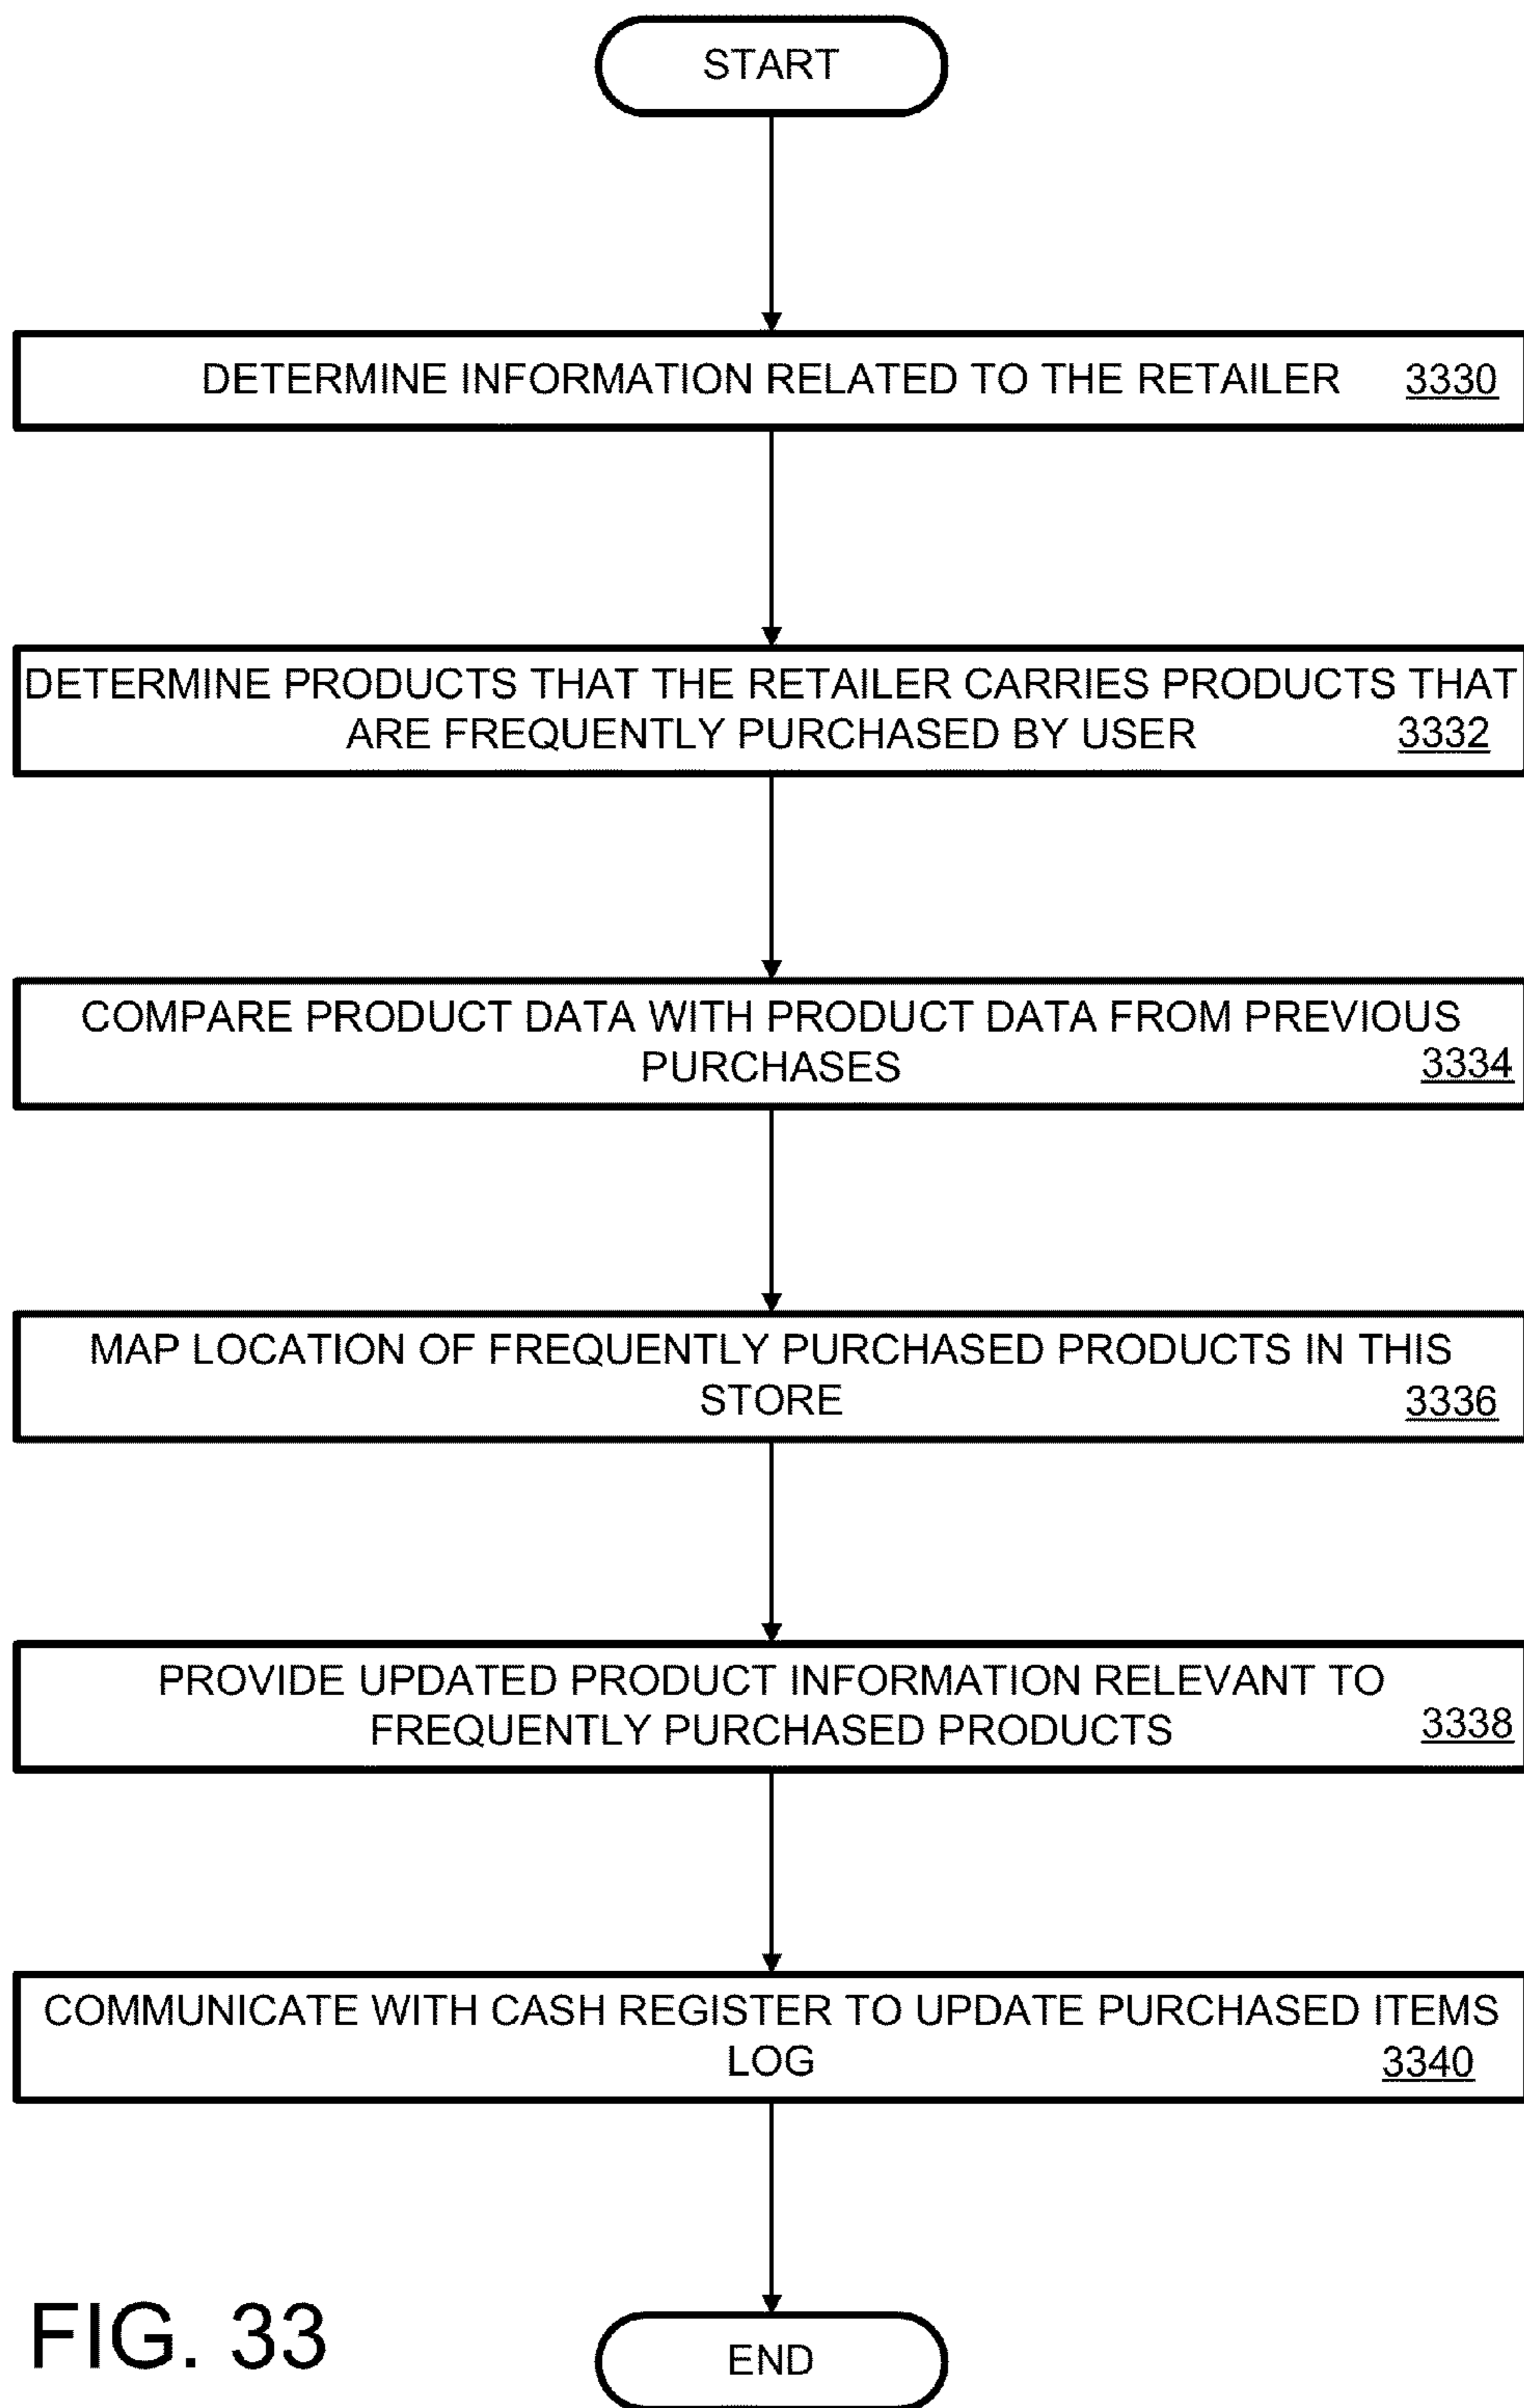 START
DETERMINE INFORMATION RELATED TO THE RETAILER 3330
DETERMINE PRODUCTS THAT THE RETAILER CARRIES PRODUCTS THAT
ARE FREQUENTLY PURCHASED BY USER 3332
COMPARE PRODUCT DATA WITH PRODUCT DATA FROM PREVIOUS
PURCHASES 3334
MAP LOCATION OF FREQUENTLY PURCHASED PRODUCTS IN THIS
STORE 3336
PROVIDE UPDATED PRODUCT INFORMATION RELEVANT TO
FREQUENTLY PURCHASED PRODUCTS 3338
COMMUNICATE WITH CASH REGISTER TO UPDATE PURCHASED ITEMS
LOG 3340
END
FIG. 33